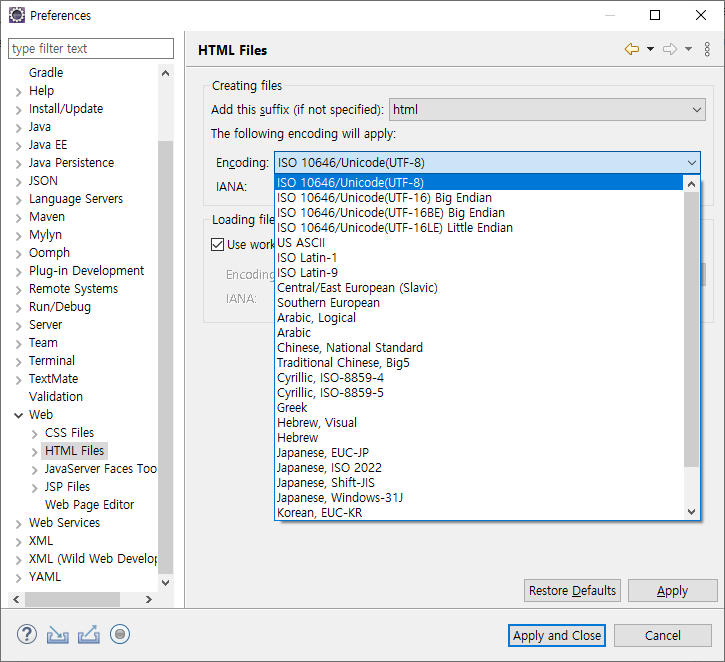 Preferences
type filter text
Gradle
Help
Install/Update
Java
Java EE
Java Persistence
JSON
Language Servers
Maven
Mylyn
Oomph
Plug-in Development
Remote Systems
Run/Debug
Server
Team
Terminal
TextMate
Validation
Web
CSS Files
HTML Files
JavaServer Faces Too
JSP Files
Web Page Editor
Web Services
XML
XML (Wild Web Develop
YAML
HTML Files
Creating files
Add this suffix (if not specified): html
The following encoding will apply:
Encoding: ISO 10646/Unicode(UTF-8)
IANA:
ISO 10646/Unicode(UTF-8)
ISO 10646/Unicode(UTF-16) Big Endian
ISO 10646/Unicode(UTF-16BE) Big Endian
ISO 10646/Unicode(UTF-16LE) Little Endian
US ASCII
ISO Latin-1
ISO Latin-9
Central/East European (Slavic)
Southern European
Arabic, Logical
Arabic
Chinese, National Standard
Traditional Chinese, Big5
Cyrillic, ISO-8859-4
Cyrillic, ISO-8859-5
Greek
Hebrew, Visual
Hebrew
Japanese, EUC-JP
Japanese, ISO 2022
Japanese, Shift-JIS
Japanese, Windows-31J
Korean, EUC-KR
Loading file
Use work
Encoding
IANA:
Restore Defaults
Apply
?
Apply and Close
Cancel